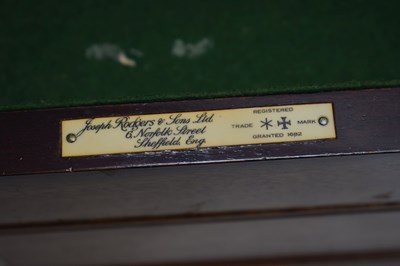 Joseph Rodgers & Sons Ltd.
6, Norfolk Street
Sheffield, Eng.
REGISTERED
TRADE MARK
GRANTED 1682